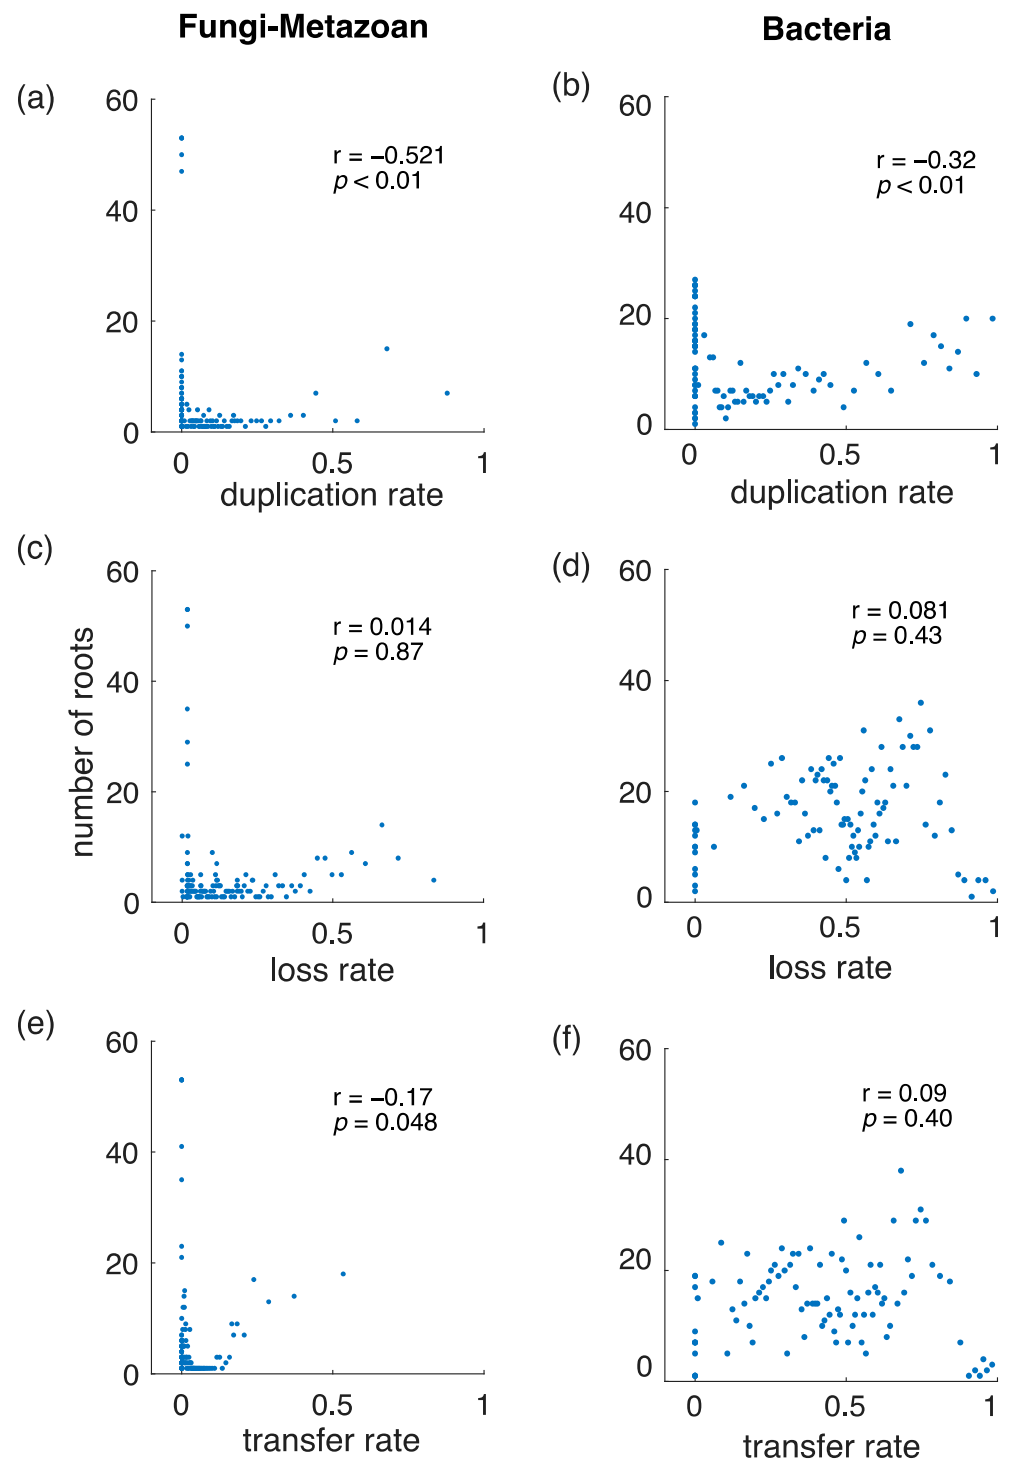 Fungi-Metazoan
Bacteria
(a)
60
40
20
0
r = −0.521
p < 0.01
0 0.5 1
duplication rate
(b)
60
40
20
0
r = −0.32
p < 0.01
0 0.5 1
duplication rate
number of roots
(c)
60
40
20
0
r = 0.014
p = 0.87
0 0.5 1
loss rate
(d)
60
40
20
0
r = 0.081
p = 0.43
0 0.5 1
loss rate
(e)
60
40
20
0
r = −0.17
p = 0.048
0 0.5 1
transfer rate
(f)
60
40
20
0
r = 0.09
p = 0.40
0 0.5 1
transfer rate